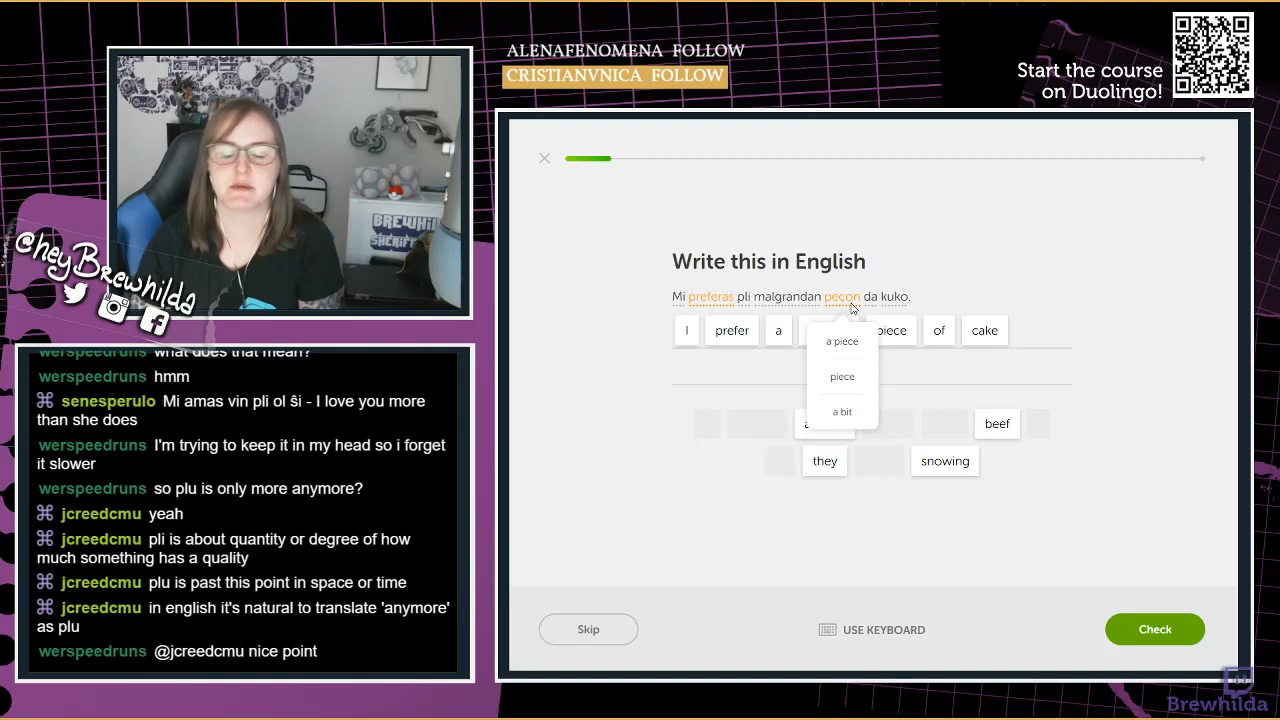 ALENAFENOMENA FOLLOW
CRISTIANVNICA FOLLOW
Start the course
on Duolingo!
@heyBrewhilda
BREWHIL
SHERIFF
Write this in English
Mi preferas pli malgrandan pecon da kuko.
I prefer a piece of cake
a piece
piece
a bit
beef
they snowing
Skip
USE KEYBOARD
Check
werspeedruns what does that mean?
werspeedruns hmm
senesperulo Mi amas vin pli ol ŝi - I love you more
than she does
werspeedruns I'm trying to keep it in my head so i forget
it slower
werspeedruns so plu is only more anymore?
jcreedcmu yeah
jcreedcmu pli is about quantity or degree of how
much something has a quality
jcreedcmu plu is past this point in space or time
jcreedcmu in english it's natural to translate 'anymore'
as plu
werspeedruns @jcreedcmu nice point
Brewhilda